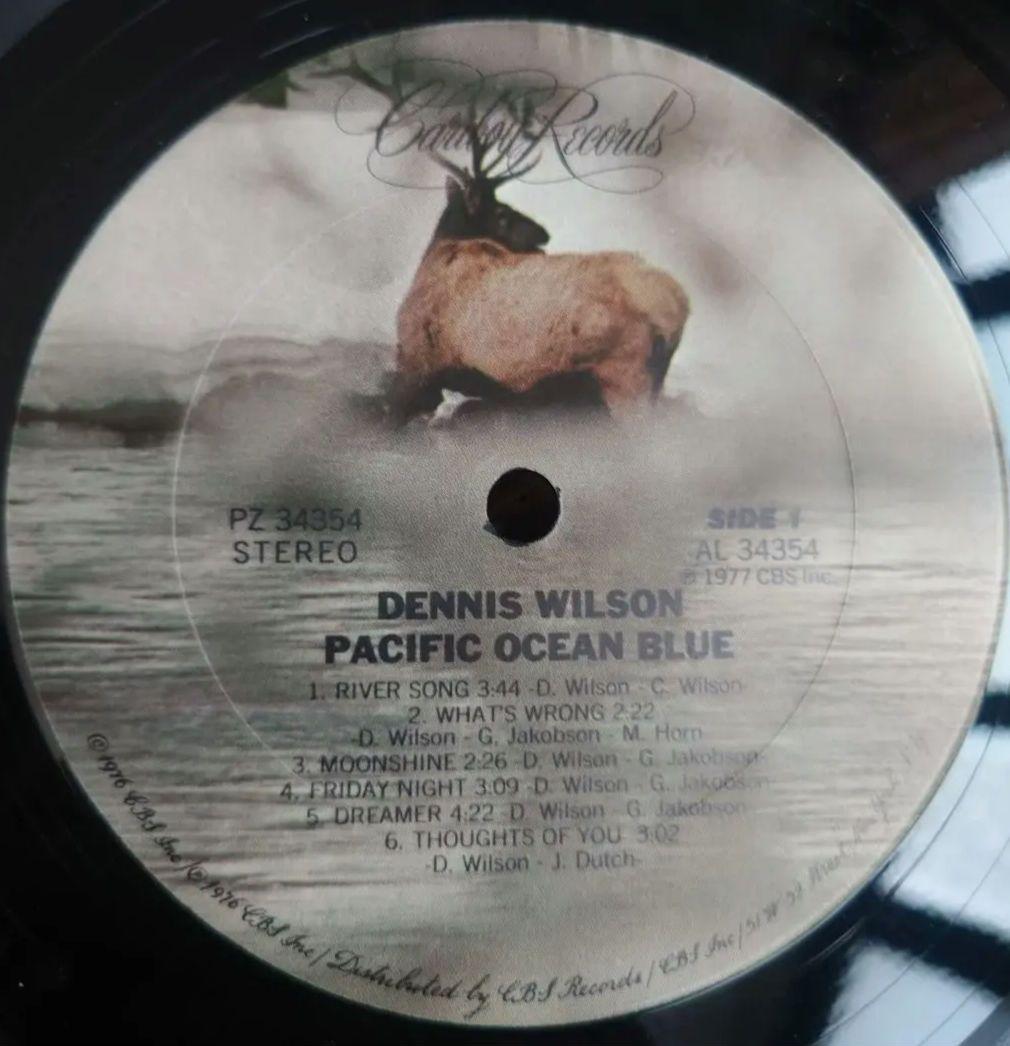 Caribou Records
PZ 34354
STEREO
SIDE 1
AL 34354
℗ 1977 CBS Inc.
DENNIS WILSON
PACIFIC OCEAN BLUE
1. RIVER SONG 3:44 -D. Wilson - C. Wilson-
2. WHAT'S WRONG 2:22
-D. Wilson - G. Jakobson - M. Horn
3. MOONSHINE 2:26 -D. Wilson - G. Jakobson-
4. FRIDAY NIGHT 3:09 -D. Wilson - G. Jakobson-
5. DREAMER 4:22 -D. Wilson - G. Jakobson-
6. THOUGHTS OF YOU 3:02
-D. Wilson - J. Dutch-
©1976 CBS Inc/℗1976 CBS Inc/ Distributed by CBS Records/ CBS Inc/ 51 W 52 Street